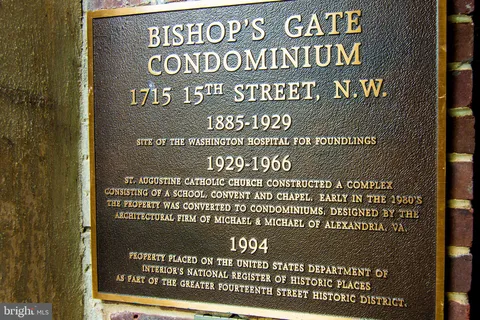 BISHOP'S GATE
CONDOMINIUM
1715 15TH STREET, N.W.
1885-1929
SITE OF THE WASHINGTON HOSPITAL FOR FOUNDLINGS
1929-1966
ST. AUGUSTINE CATHOLIC CHURCH CONSTRUCTED A COMPLEX
CONSISTING OF A SCHOOL, CONVENT AND CHAPEL. EARLY IN THE 1980'S
THE PROPERTY WAS CONVERTED TO CONDOMINIUMS, DESIGNED BY THE
ARCHITECTURAL FIRM OF MICHAEL & MICHAEL OF ALEXANDRIA, VA.
1994
PROPERTY PLACED ON THE UNITED STATES DEPARTMENT OF
INTERIOR'S NATIONAL REGISTER OF HISTORIC PLACES
AS PART OF THE GREATER FOURTEENTH STREET HISTORIC DISTRICT.
bright MLS